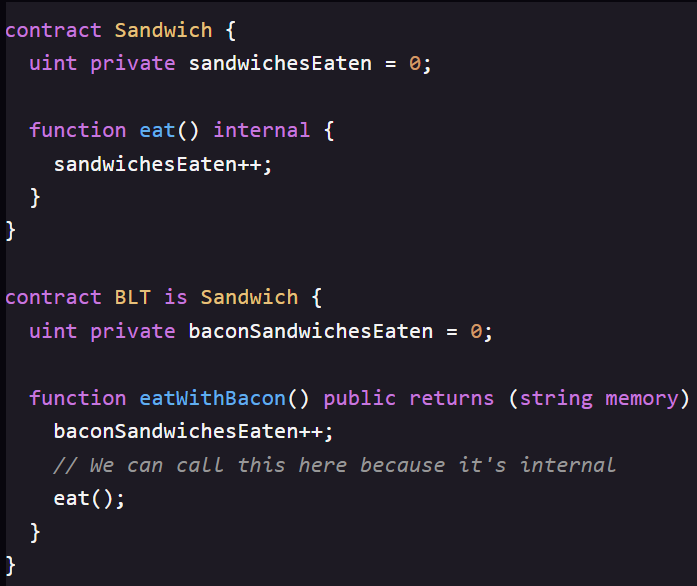 contract Sandwich {
  uint private sandwichesEaten = 0;

  function eat() internal {
    sandwichesEaten++;
  }
}

contract BLT is Sandwich {
  uint private baconSandwichesEaten = 0;

  function eatWithBacon() public returns (string memory)
    baconSandwichesEaten++;
    // We can call this here because it's internal
    eat();
  }
}